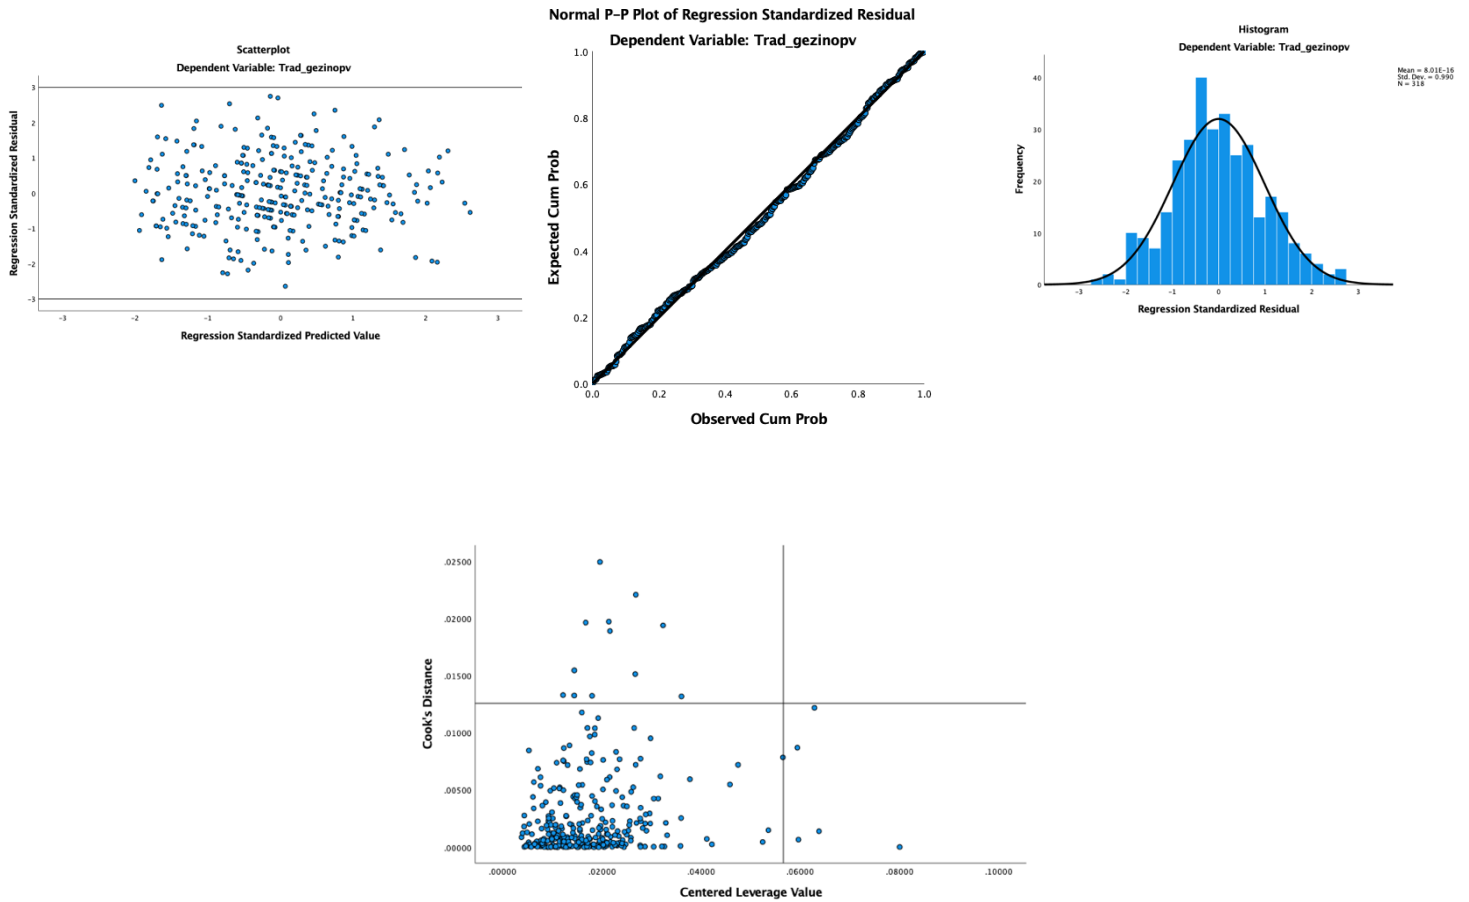 Normal P-P Plot of Regression Standardized Residual
Scatterplot
Dependent Variable: Trad_gezinopv
Regression Standardized Residual
3
2
1
0
-1
-2
-3
-3
-2
-1
0
1
2
3
Regression Standardized Predicted Value
Dependent Variable: Trad_gezinopv
Expected Cum Prob
1.0
0.8
0.6
0.4
0.2
0.0
0.0
0.2
0.4
0.6
0.8
1.0
Observed Cum Prob
Histogram
Dependent Variable: Trad_gezinopv
Mean = 8.01E-16
Std. Dev. = 0.990
N = 318
Frequency
40
30
20
10
0
-3
-2
-1
0
1
2
3
Regression Standardized Residual
Cook's Distance
.02500
.02000
.01500
.01000
.00500
.00000
.00000
.02000
.04000
.06000
.08000
.10000
Centered Leverage Value